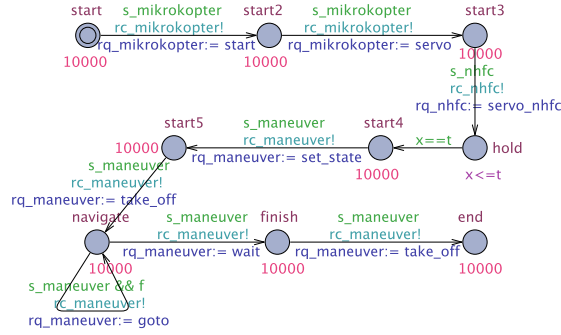 start
s_mikrokopter
start2
s_mikrokopter
start3
rc_mikrokopter!
rc_mikrokopter!
rq_mikrokopter:= start
rq_mikrokopter:= servo
10000
10000
10000
s_nhfc
rc_nhfc!
rq_nhfc:= servo_nhfc
start5
s_maneuver
start4
rc_maneuver!
x==t
10000
hold
rq_maneuver:= set_state
10000
x<=t
s_maneuver
rc_maneuver!
rq_maneuver:= take_off
navigate
s_maneuver
finish
s_maneuver
end
rc_maneuver!
rc_maneuver!
rq_maneuver:= wait
rq_maneuver:= take_off
10000
10000
10000
s_maneuver && f
rc_maneuver!
rq_maneuver:= goto